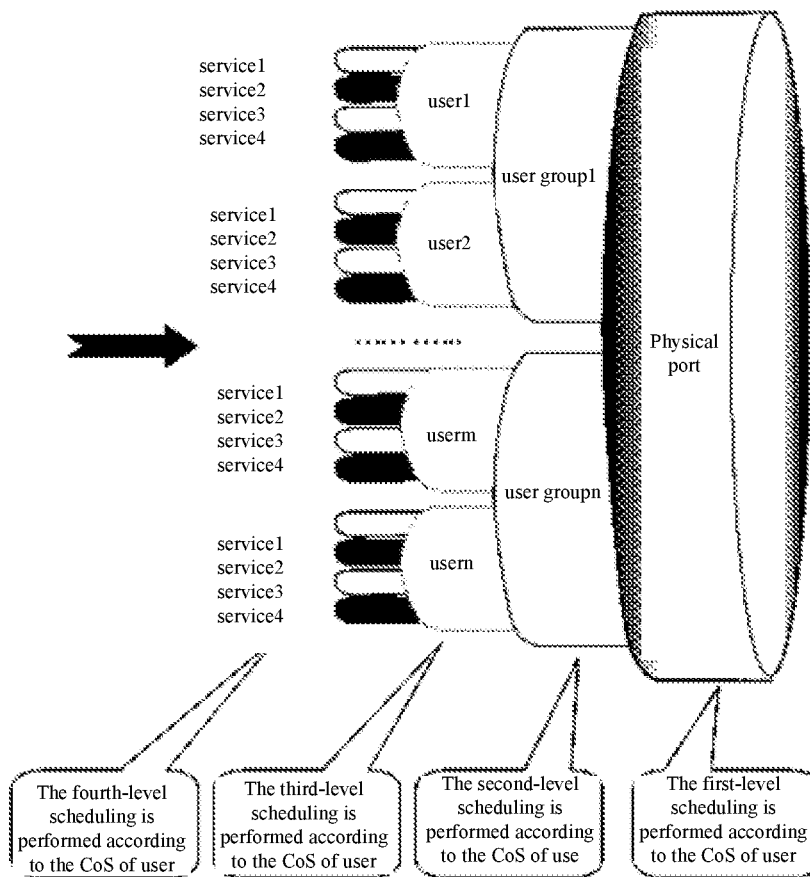 service1
service2
service3
service4
user1
user group1
service1
service2
service3
service4
user2
Physical
port
service1
service2
service3
service4
userm
user groupn
service1
service2
service3
service4
usern
The fourth-level
scheduling is
performed according
to the CoS of user
The third-level
scheduling is
performed according
to the CoS of user
The second-level
scheduling is
performed according
to the CoS of use
The first-level
scheduling is
performed according
to the CoS of user